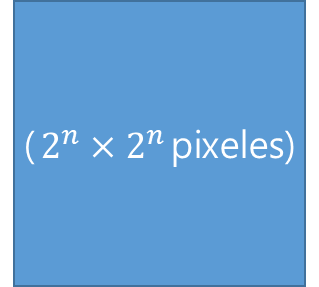 (2ⁿ × 2ⁿ pixeles)